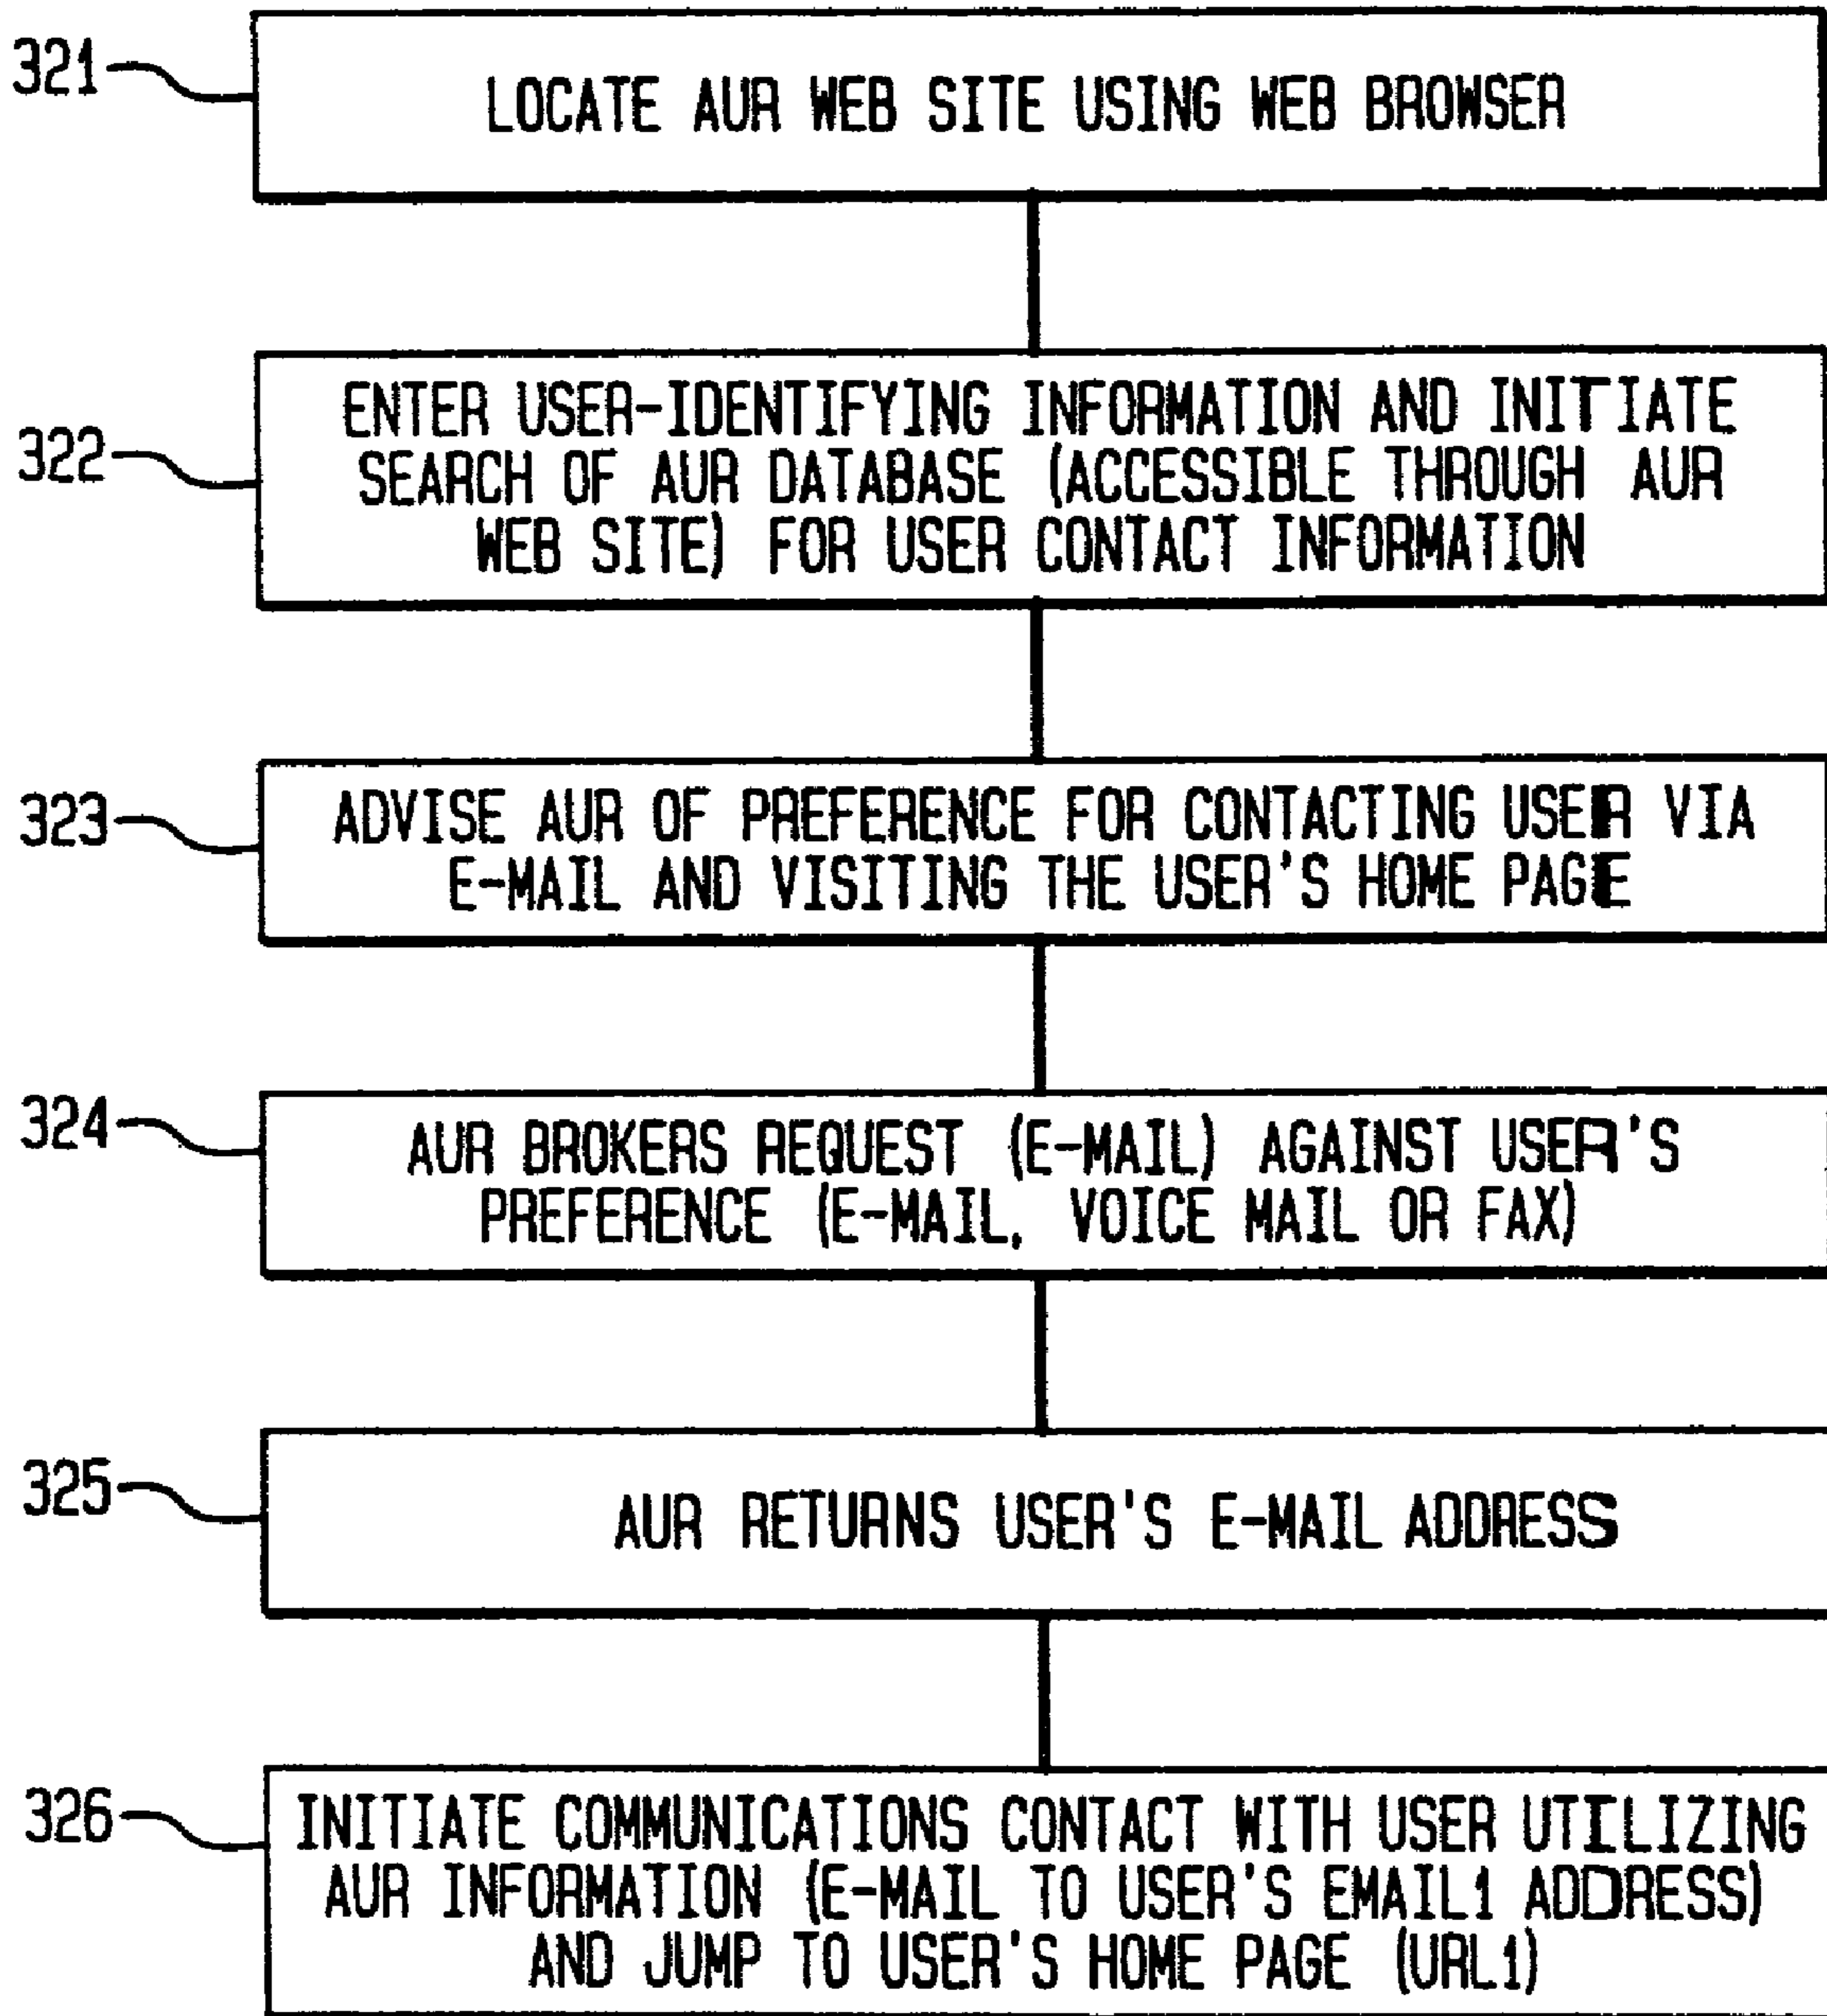 321
LOCATE AUR WEB SITE USING WEB BROWSER
322
ENTER USER-IDENTIFYING INFORMATION AND INITIATE
SEARCH OF AUR DATABASE (ACCESSIBLE THROUGH AUR
WEB SITE) FOR USER CONTACT INFORMATION
323
ADVISE AUR OF PREFERENCE FOR CONTACTING USER VIA
E-MAIL AND VISITING THE USER'S HOME PAGE
324
AUR BROKERS REQUEST (E-MAIL) AGAINST USER'S
PREFERENCE (E-MAIL, VOICE MAIL OR FAX)
325
AUR RETURNS USER'S E-MAIL ADDRESS
326
INITIATE COMMUNICATIONS CONTACT WITH USER UTILIZING
AUR INFORMATION (E-MAIL TO USER'S EMAIL1 ADDRESS)
AND JUMP TO USER'S HOME PAGE (URL1)